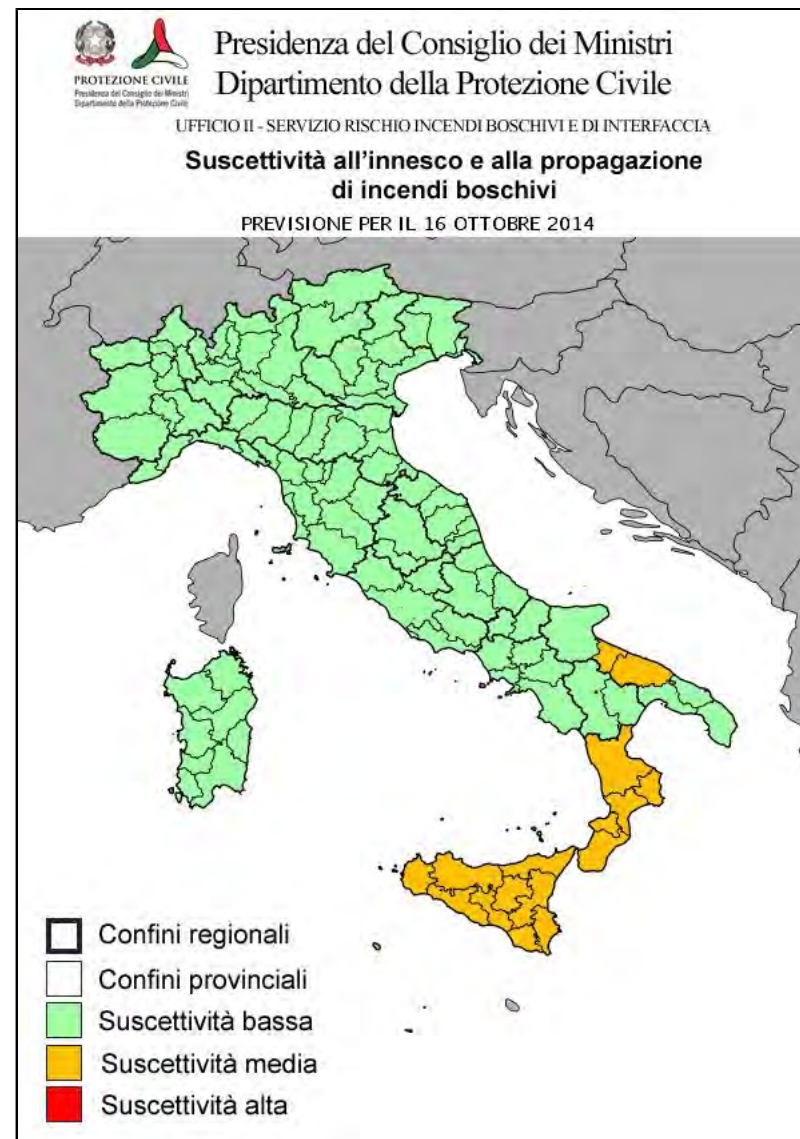 PROTEZIONE CIVILE
Presidenza del Consiglio dei Ministri
Dipartimento della Protezione Civile
Presidenza del Consiglio dei Ministri
Dipartimento della Protezione Civile
UFFICIO II - SERVIZIO RISCHIO INCENDI BOSCHIVI E DI INTERFACCIA
Suscettività all'innesco e alla propagazione
di incendi boschivi
PREVISIONE PER IL 16 OTTOBRE 2014
Confini regionali
Confini provinciali
Suscettività bassa
Suscettività media
Suscettività alta